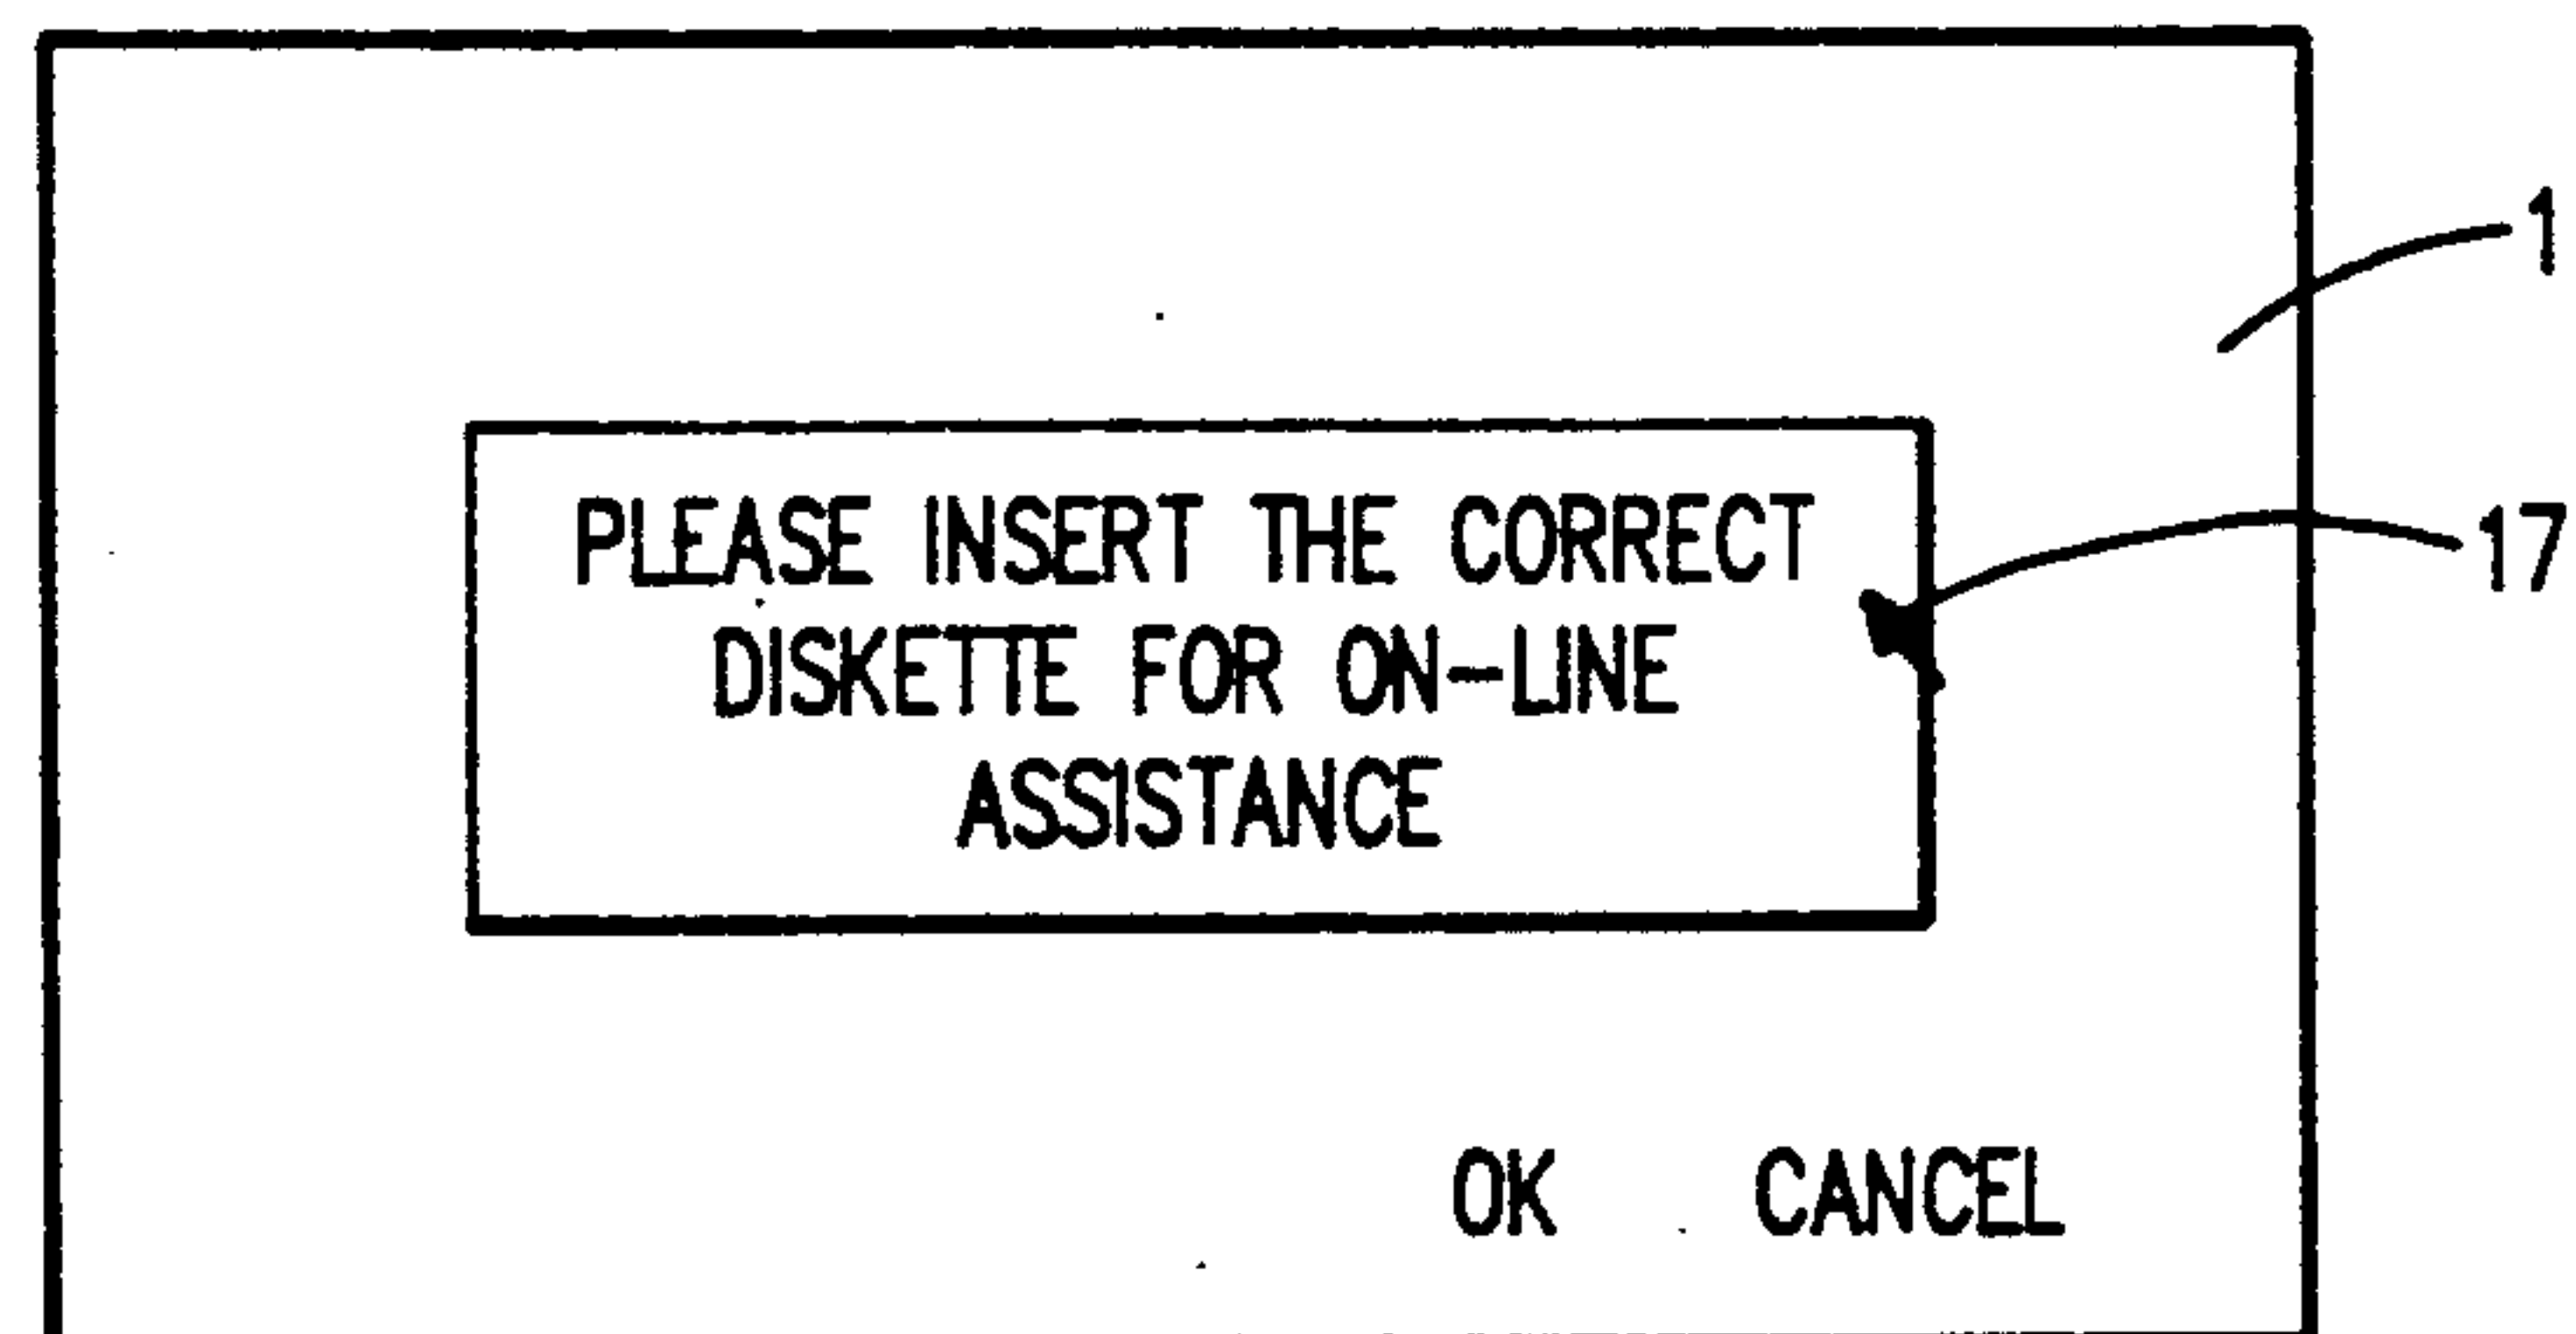 1
PLEASE INSERT THE CORRECT
17
DISKETTE FOR ON-LINE
ASSISTANCE
OK CANCEL